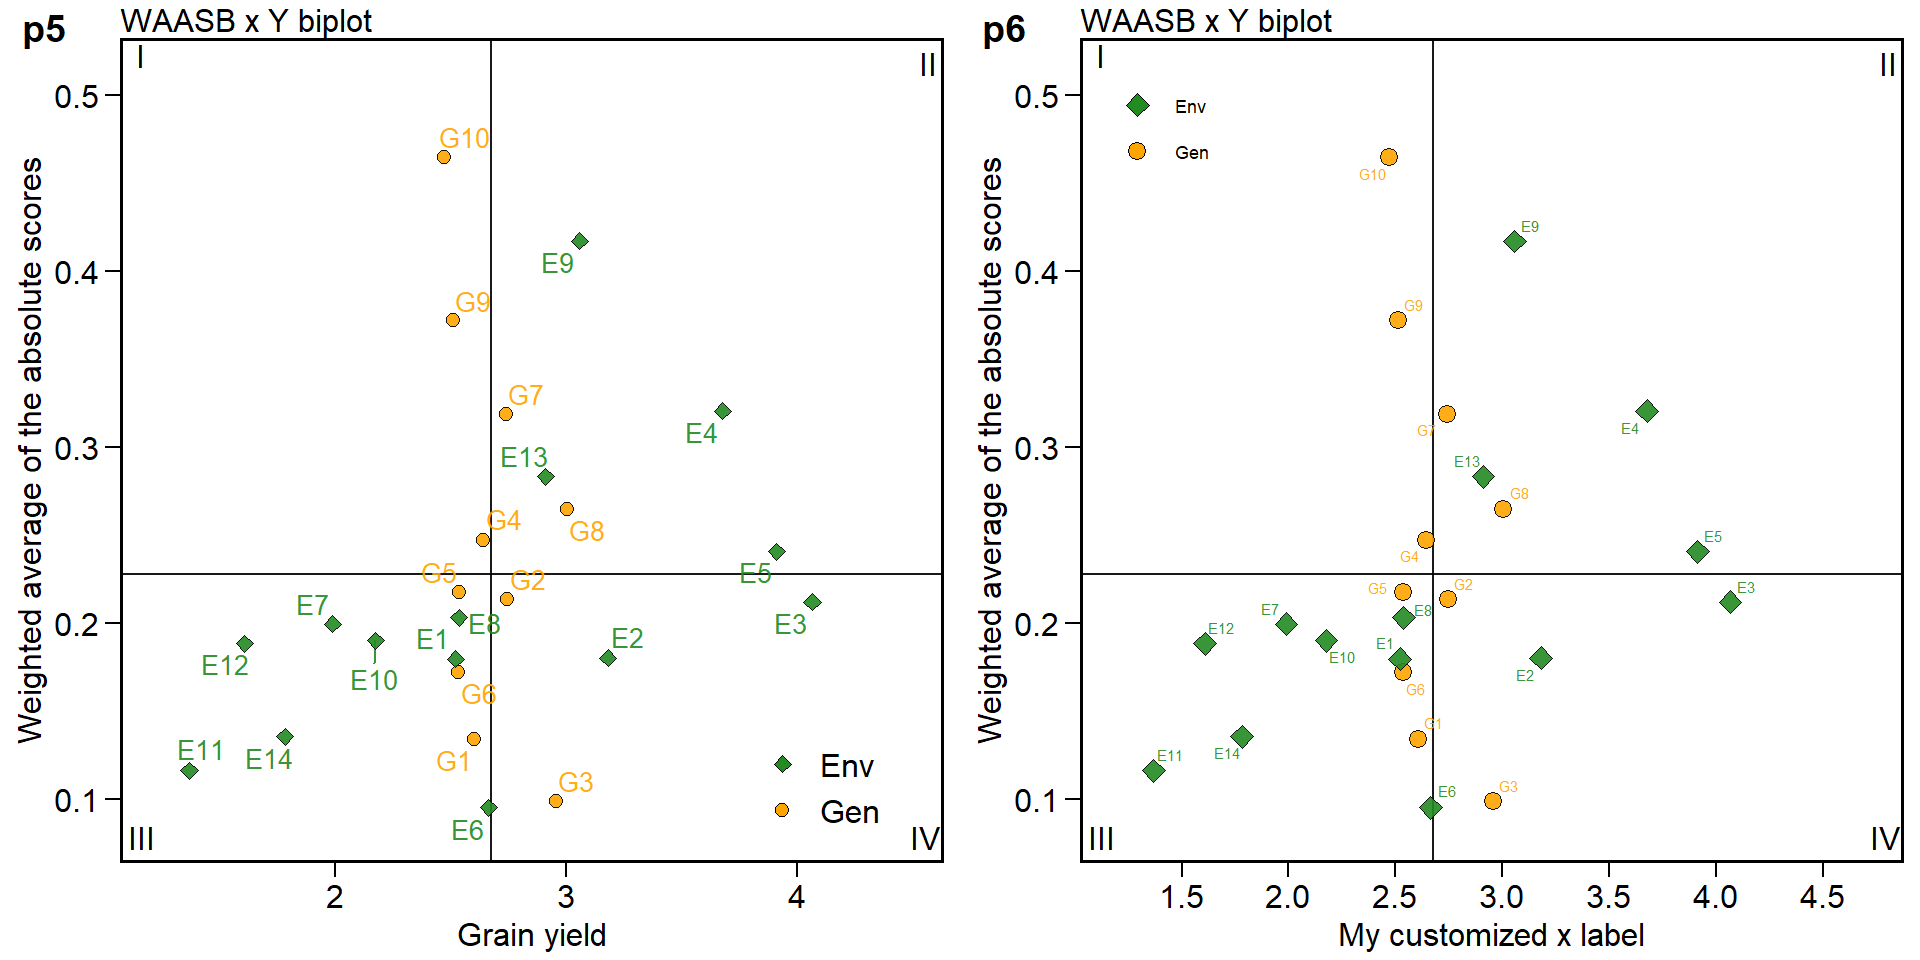 p5
WAASB x Y biplot
I
II
0.5
0.4
0.3
0.2
0.1
Weighted average of the absolute scores
G10
E9
G9
G7
E4
E13
G4
G8
G5
G2
E5
E7
E1
E8
E2
E3
E12
E10
G6
E11
E14
G1
G3
E6
Env
Gen
III
IV
2
3
4
Grain yield
p6
WAASB x Y biplot
I
II
Env
Gen
0.5
0.4
0.3
0.2
0.1
Weighted average of the absolute scores
G10
E9
G9
G7
E4
E13
G8
G4
E5
G5
G2
E3
E7
E8
E12
E1
E10
E2
G6
G1
E14
E11
E6
G3
III
IV
1.5
2.0
2.5
3.0
3.5
4.0
4.5
My customized x label